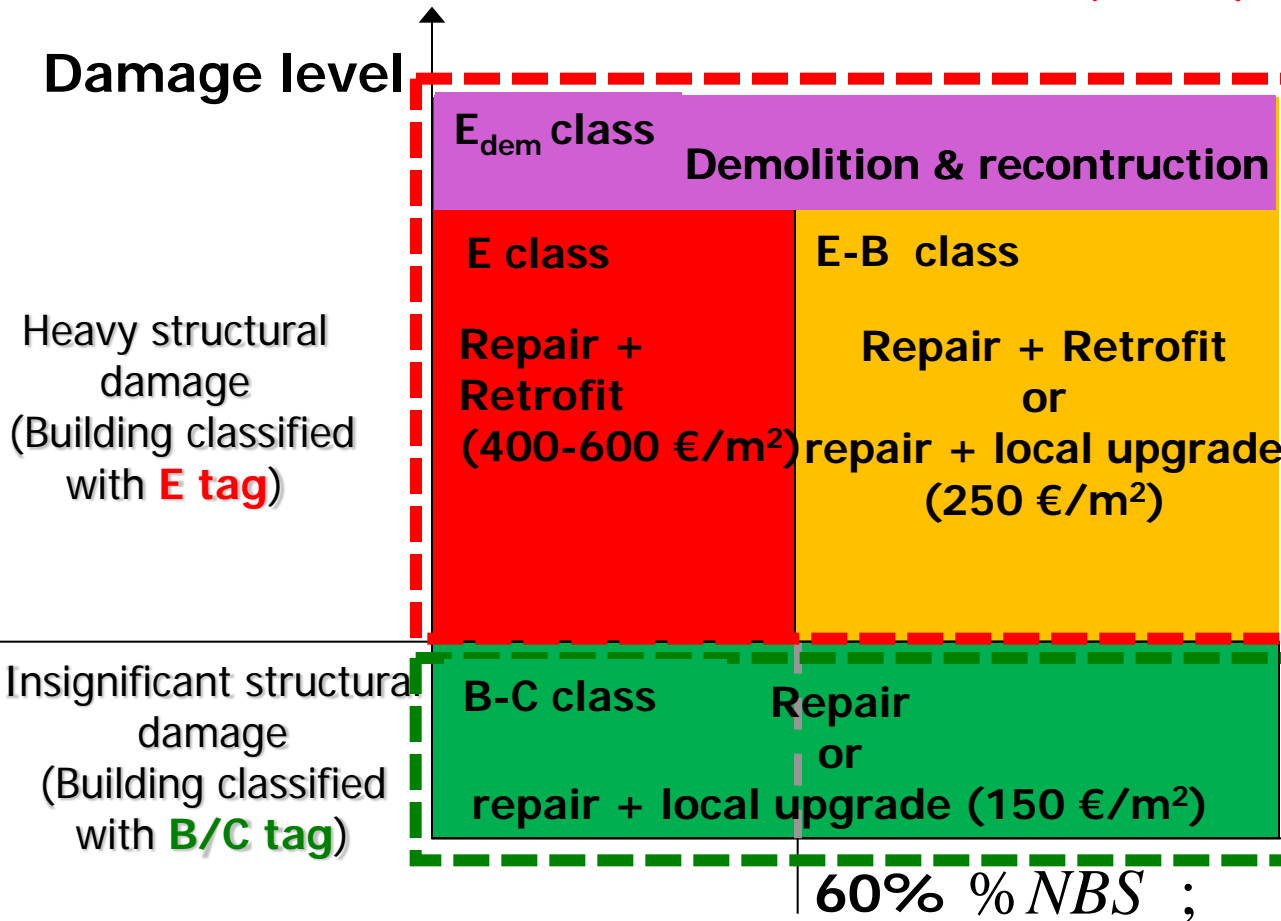 Damage level
E_dem class
Demolition & recontruction
E class
Repair +
Retrofit
(400-600 €/m²)
E-B class
Repair + Retrofit
or
repair + local upgrade
(250 €/m²)
Heavy structural
damage
(Building classified
with E tag)
Insignificant structural
damage
(Building classified
with B/C tag)
B-C class
Repair
or
repair + local upgrade (150 €/m²)
60% % NBS ;